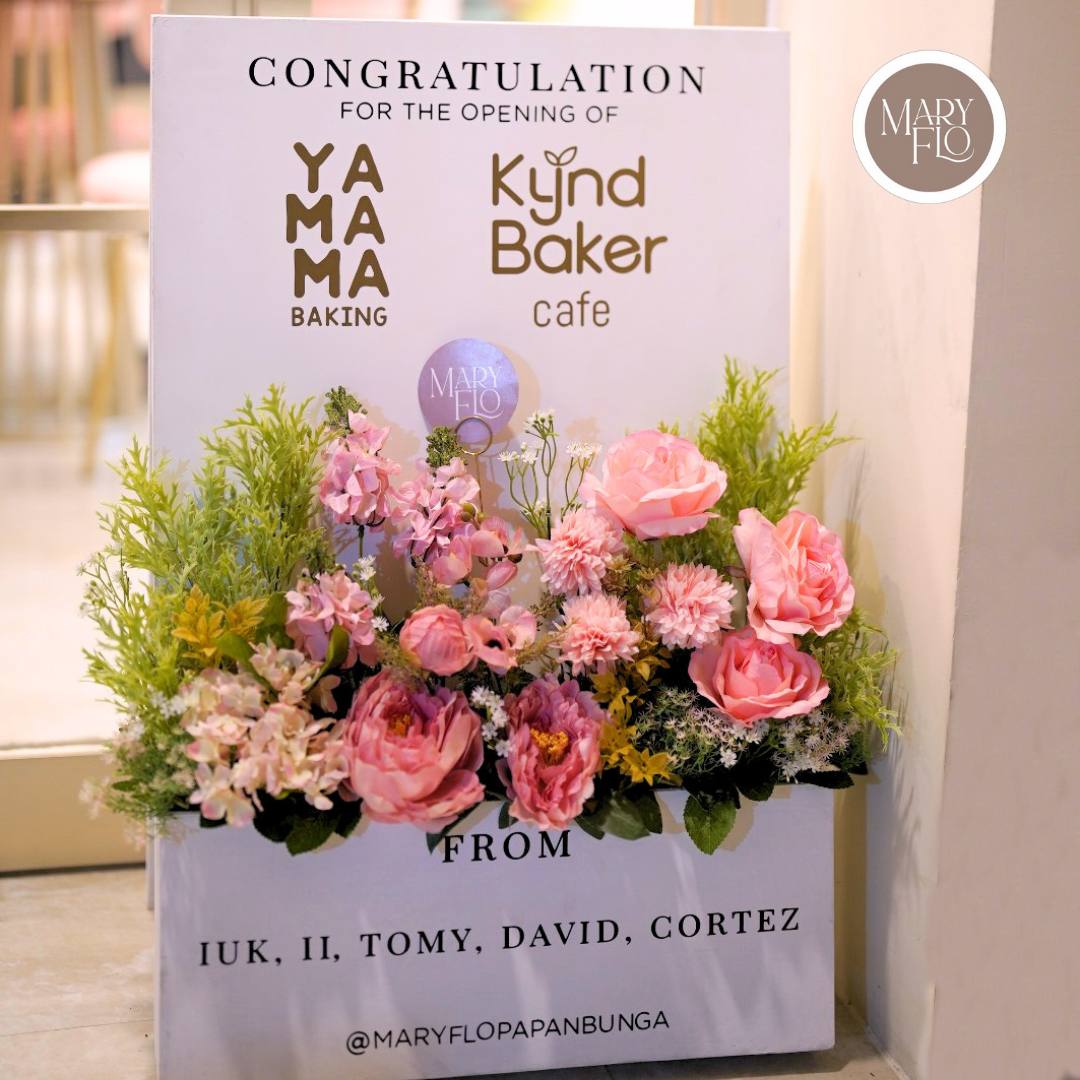 CONGRATULATION
FOR THE OPENING OF
YA
MA
MA
BAKING
Kynd
Baker
cafe
MARY
FLO
MARY
FLO
FROM
IUK, II, TOMY, DAVID, CORTEZ
@MARYFLOPAPANBUNGA